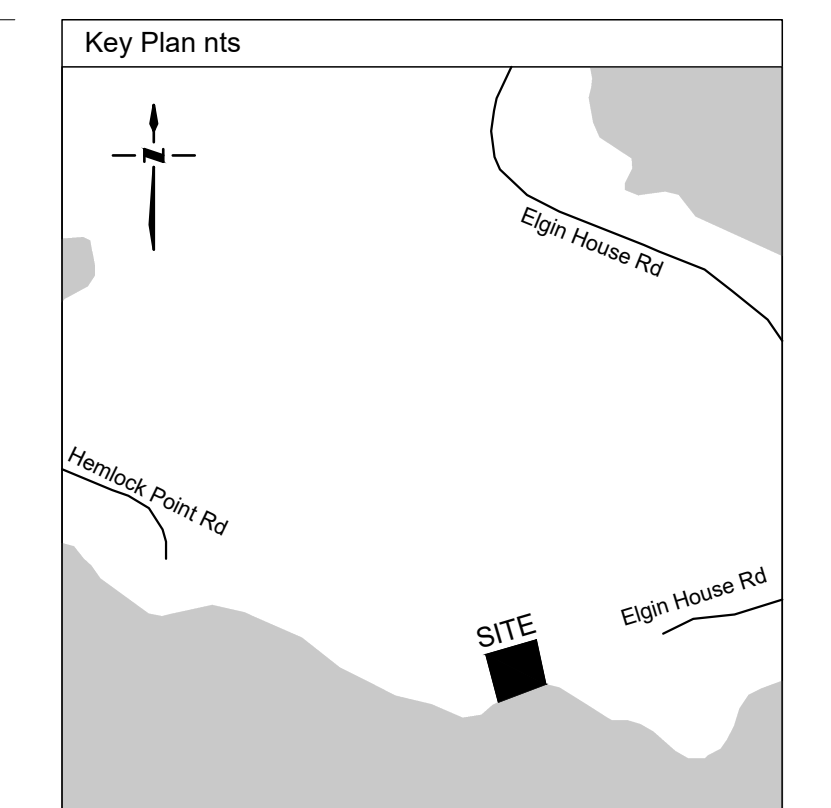 Key Plan nts
N
Elgin House Rd
Hemlock Point Rd
Elgin House Rd
SITE